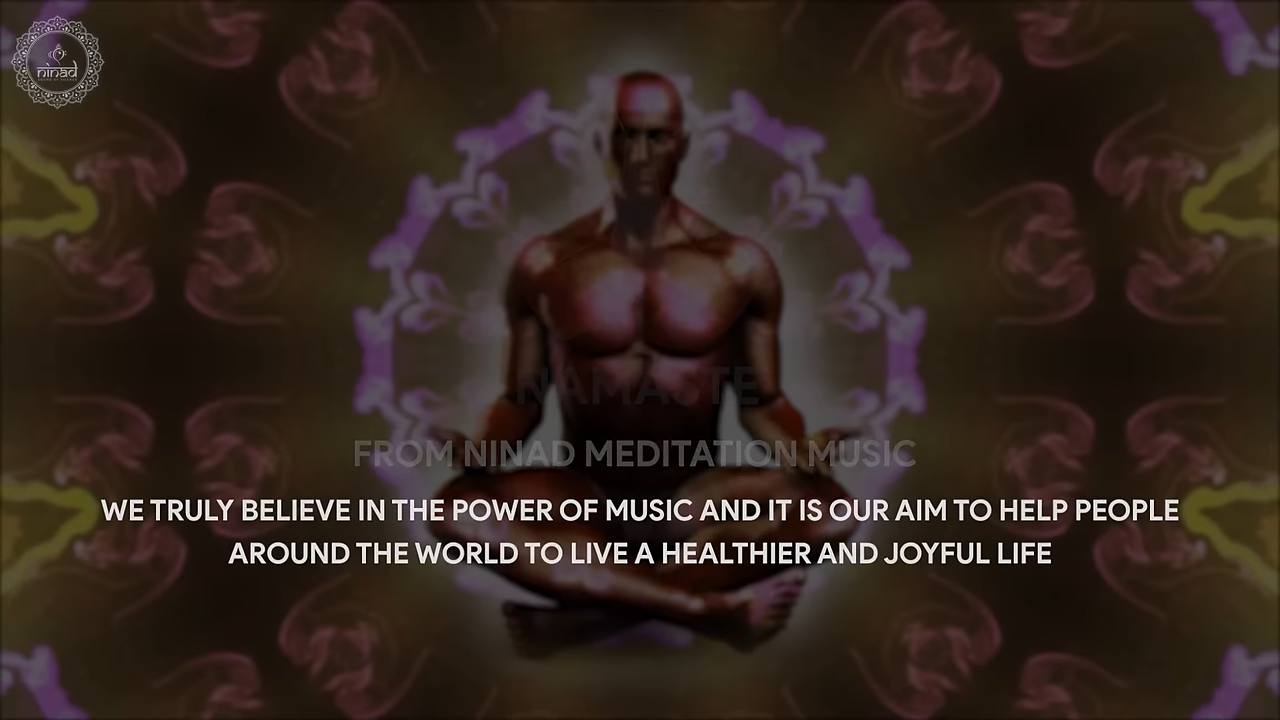 ninad
NAMASTE
FROM NINAD MEDITATION MUSIC
WE TRULY BELIEVE IN THE POWER OF MUSIC AND IT IS OUR AIM TO HELP PEOPLE
AROUND THE WORLD TO LIVE A HEALTHIER AND JOYFUL LIFE